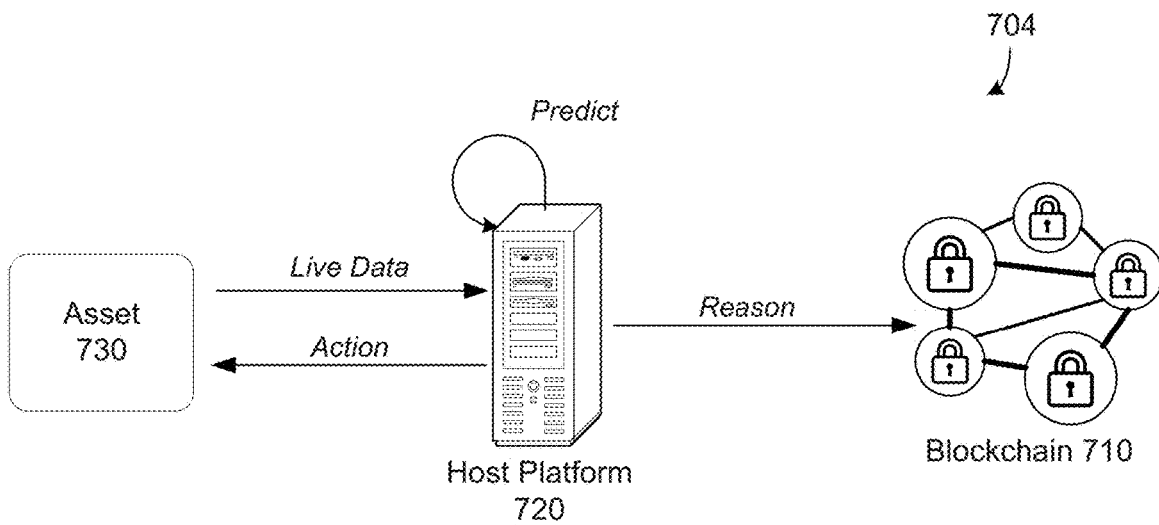 704
Predict
Live Data
Asset
730
Action
Reason
Blockchain 710
Host Platform
720